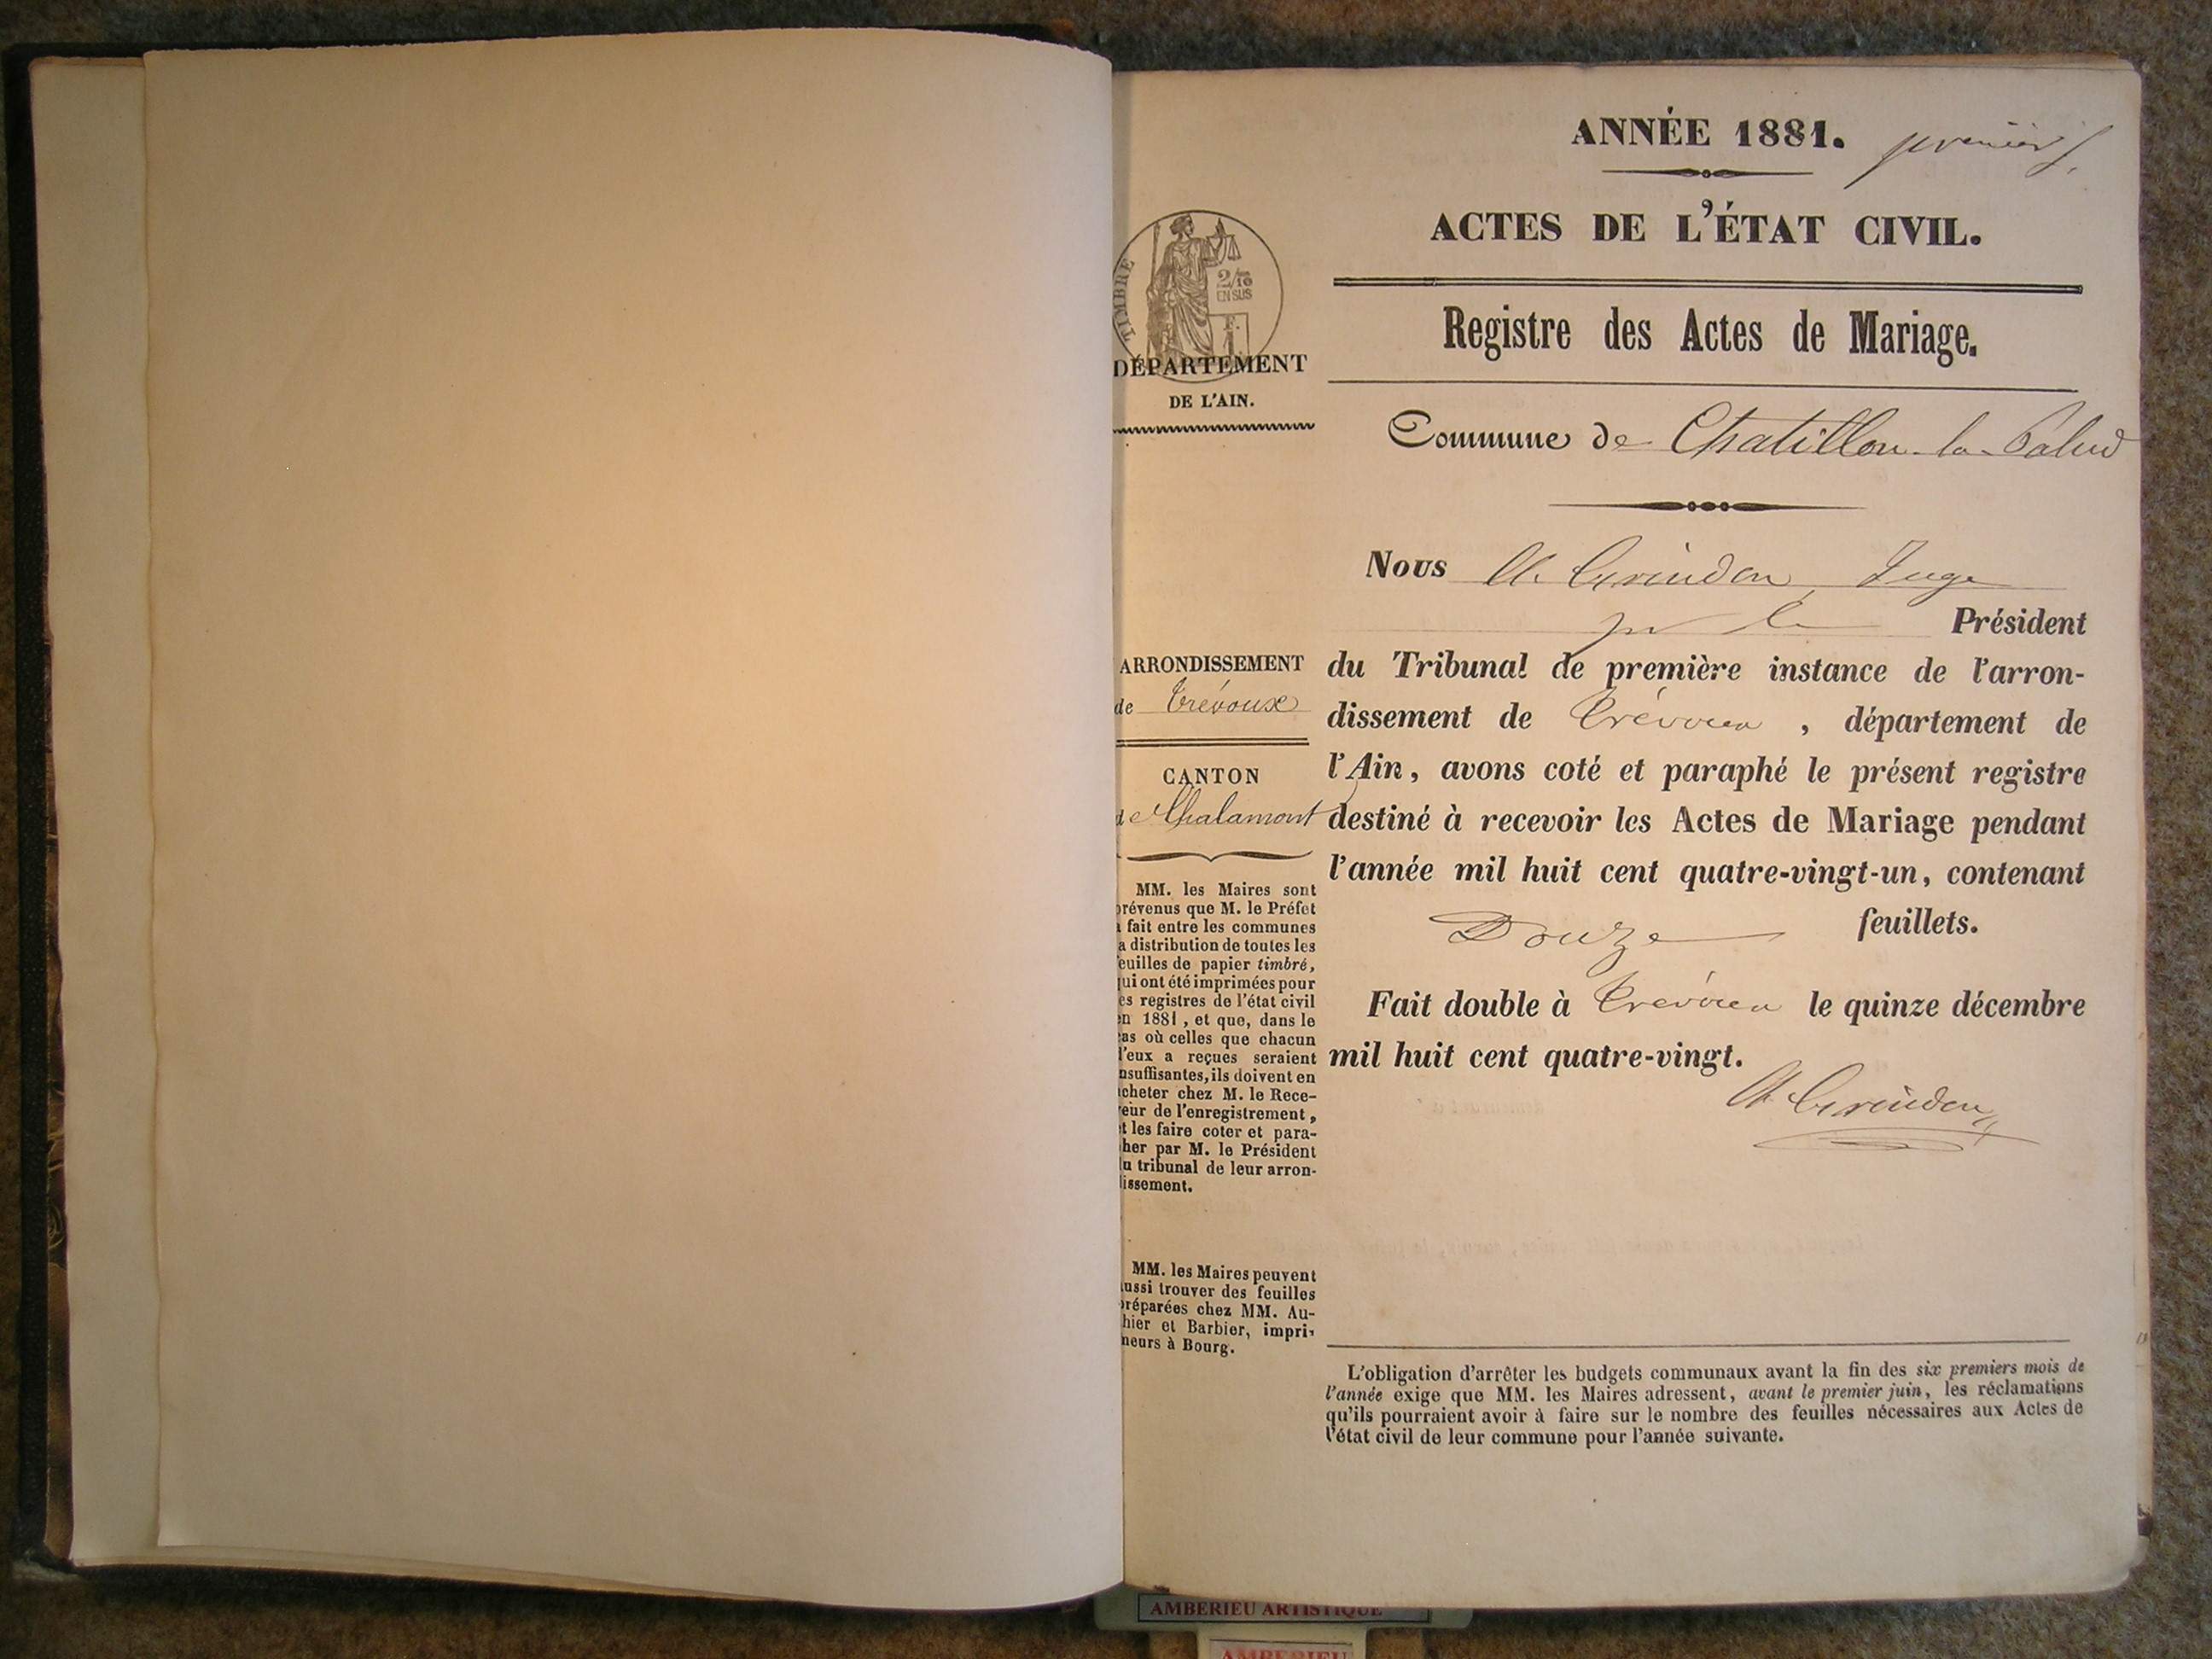 ANNÉE 1881.
premier
ACTES DE L'ÉTAT CIVIL.
Registre des Actes de Mariage.
Commune de Chatillon-la-Palud
TIMBRE
2/10
EN SUS
DÉPARTEMENT
DE L'AIN.
ARRONDISSEMENT
de Trévoux
CANTON
de Chalamont
MM. les Maires sont
prévenus que M. le Préfet
a fait entre les communes
la distribution de toutes les
feuilles de papier timbré,
qui ont été imprimées pour
les registres de l'état civil
en 1881, et que, dans le
cas où celles que chacun
d'eux a reçues seraient
insuffisantes, ils doivent en
acheter chez M. le Rece-
veur de l'enregistrement,
et les faire coter et para-
pher par M. le Président
du tribunal de leur arron-
dissement.
MM. les Maires peuvent
aussi trouver des feuilles
préparées chez MM. Au-
thier et Barbier, impri-
meurs à Bourg.
Nous Grindon, Juge
pr le Président
du Tribunal de première instance de l'arron-
dissement de Trévoux, département de
l'Ain, avons coté et paraphé le présent registre
destiné à recevoir les Actes de Mariage pendant
l'année mil huit cent quatre-vingt-un, contenant
Douze feuillets.
Fait double à Trévoux le quinze décembre
mil huit cent quatre-vingt.
Grindon
L'obligation d'arrêter les budgets communaux avant la fin des six premiers mois de
l'année exige que MM. les Maires adressent, avant le premier juin, les réclamations
qu'ils pourraient avoir à faire sur le nombre des feuilles nécessaires aux Actes de
l'état civil de leur commune pour l'année suivante.
AMBERIEU ARTISTIQUE
AMBERIEU